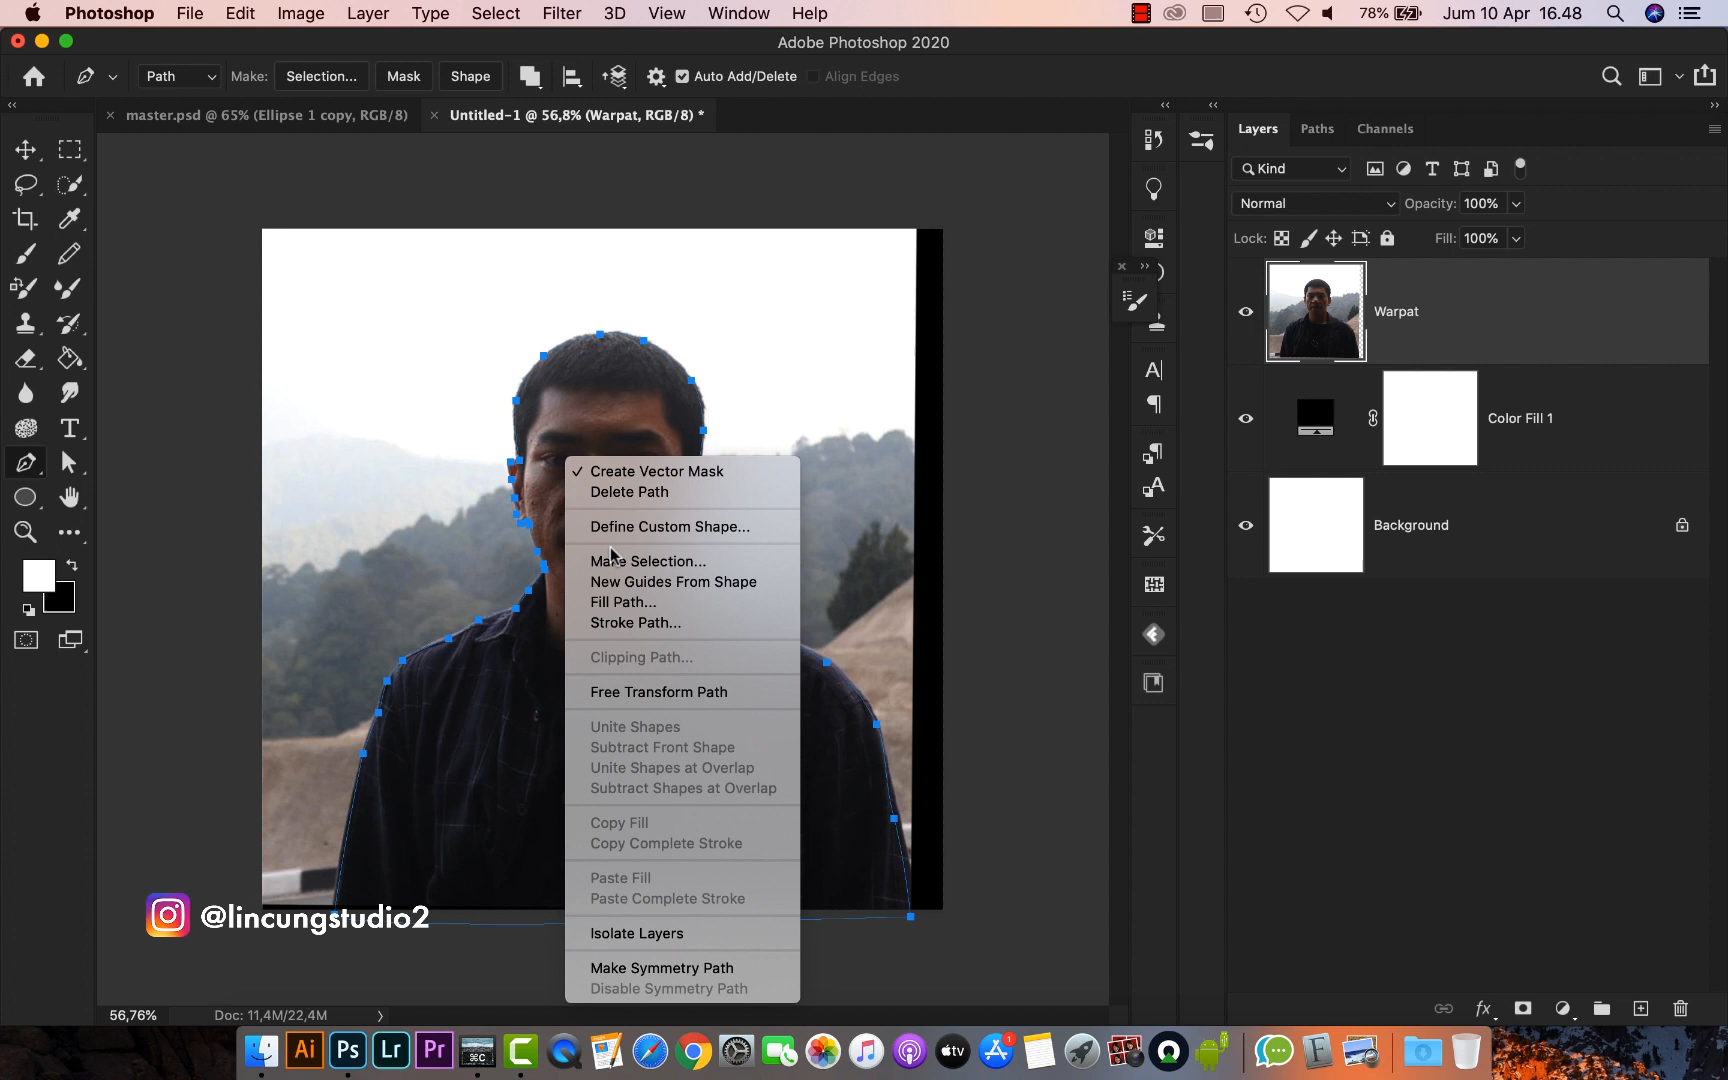 Photoshop File Edit Image Layer Type Select Filter 3D View Window Help 78% Jum 10 Apr 16.48
Adobe Photoshop 2020
Path Make: Selection... Mask Shape Auto Add/Delete Align Edges
master.psd @ 65% (Ellipse 1 copy, RGB/8) Untitled-1 @ 56,8% (Warpat, RGB/8) *
Layers Paths Channels
Kind
Normal Opacity: 100%
Lock: Fill: 100%
Warpat
Color Fill 1
Background
Create Vector Mask
Delete Path
Define Custom Shape...
Make Selection...
New Guides From Shape
Fill Path...
Stroke Path...
Clipping Path...
Free Transform Path
Unite Shapes
Subtract Front Shape
Unite Shapes at Overlap
Subtract Shapes at Overlap
Copy Fill
Copy Complete Stroke
Paste Fill
Paste Complete Stroke
Isolate Layers
Make Symmetry Path
Disable Symmetry Path
@lincungstudio2
56,76% Doc: 11,4M/22,4M
fx
Ai Ps Lr Pr ⌘C tv 1